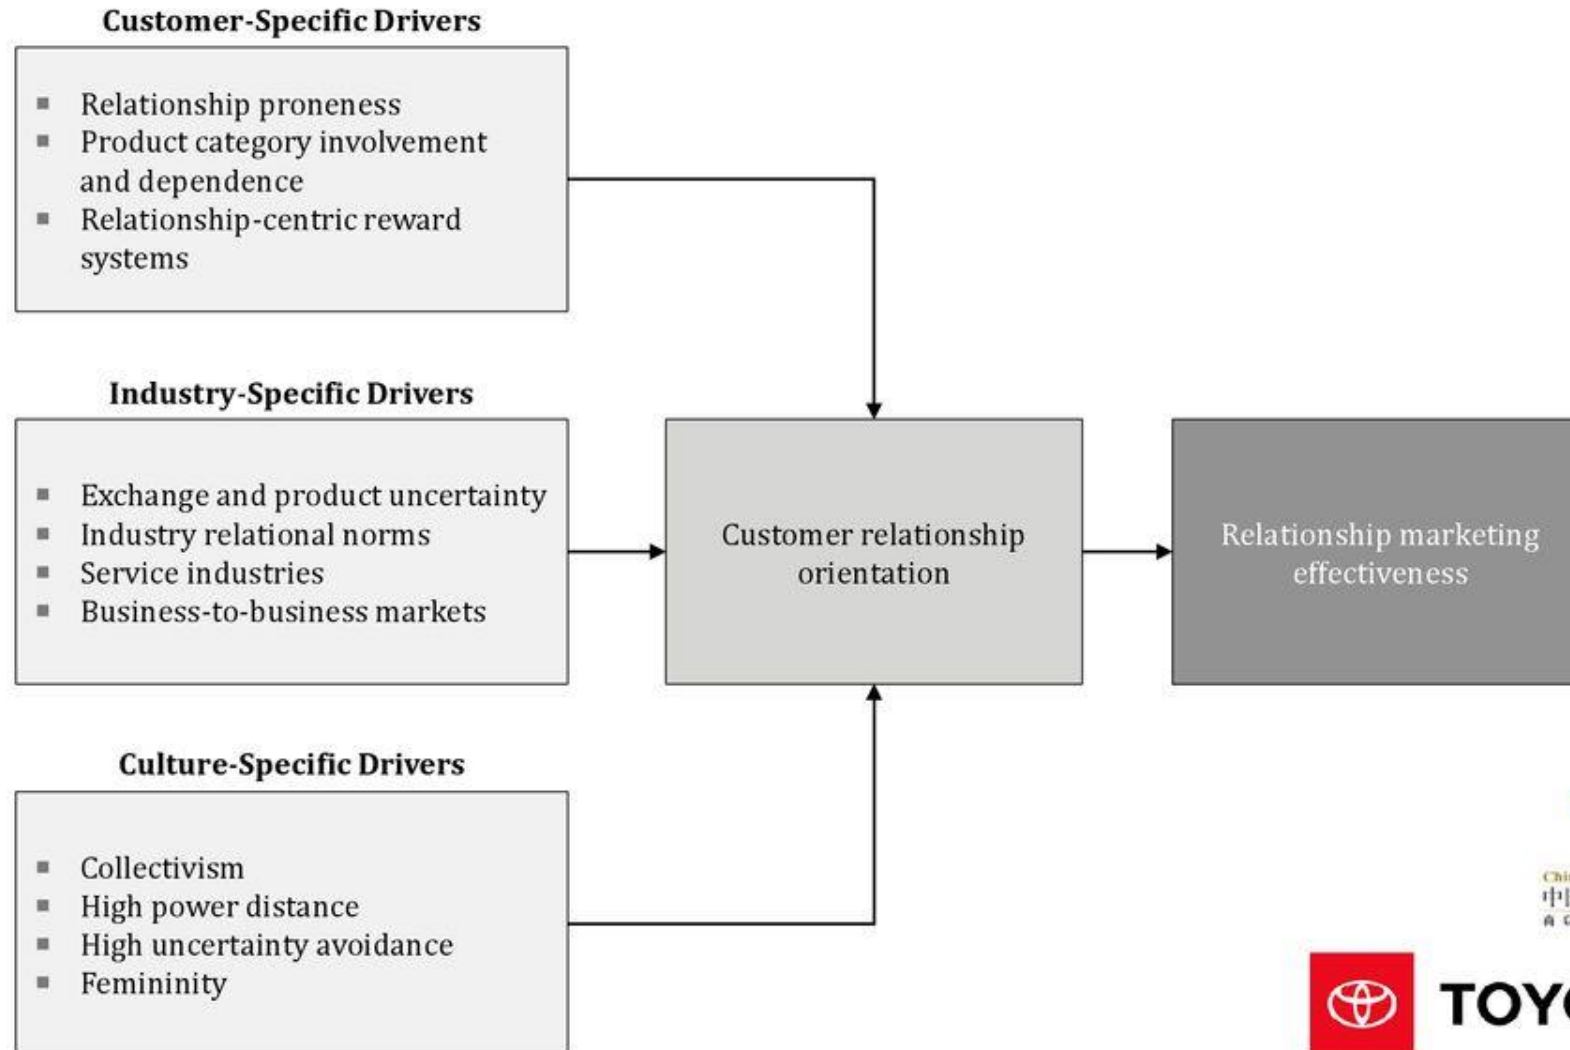 Customer-Specific Drivers
Relationship proneness
Product category involvement
and dependence
Relationship-centric reward
systems
Industry-Specific Drivers
Exchange and product uncertainty
Industry relational norms
Service industries
Business-to-business markets
Customer relationship
orientation
Relationship marketing
effectiveness
Culture-Specific Drivers
Collectivism
High power distance
High uncertainty avoidance
Femininity